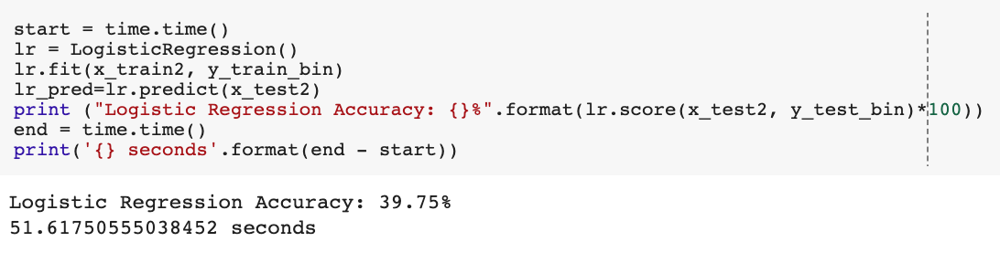 start = time.time()
lr = LogisticRegression()
lr.fit(x_train2, y_train_bin)
lr_pred=lr.predict(x_test2)
print ("Logistic Regression Accuracy: {}%".format(lr.score(x_test2, y_test_bin)*100))
end = time.time()
print('{} seconds'.format(end - start))
Logistic Regression Accuracy: 39.75%
51.61750555038452 seconds